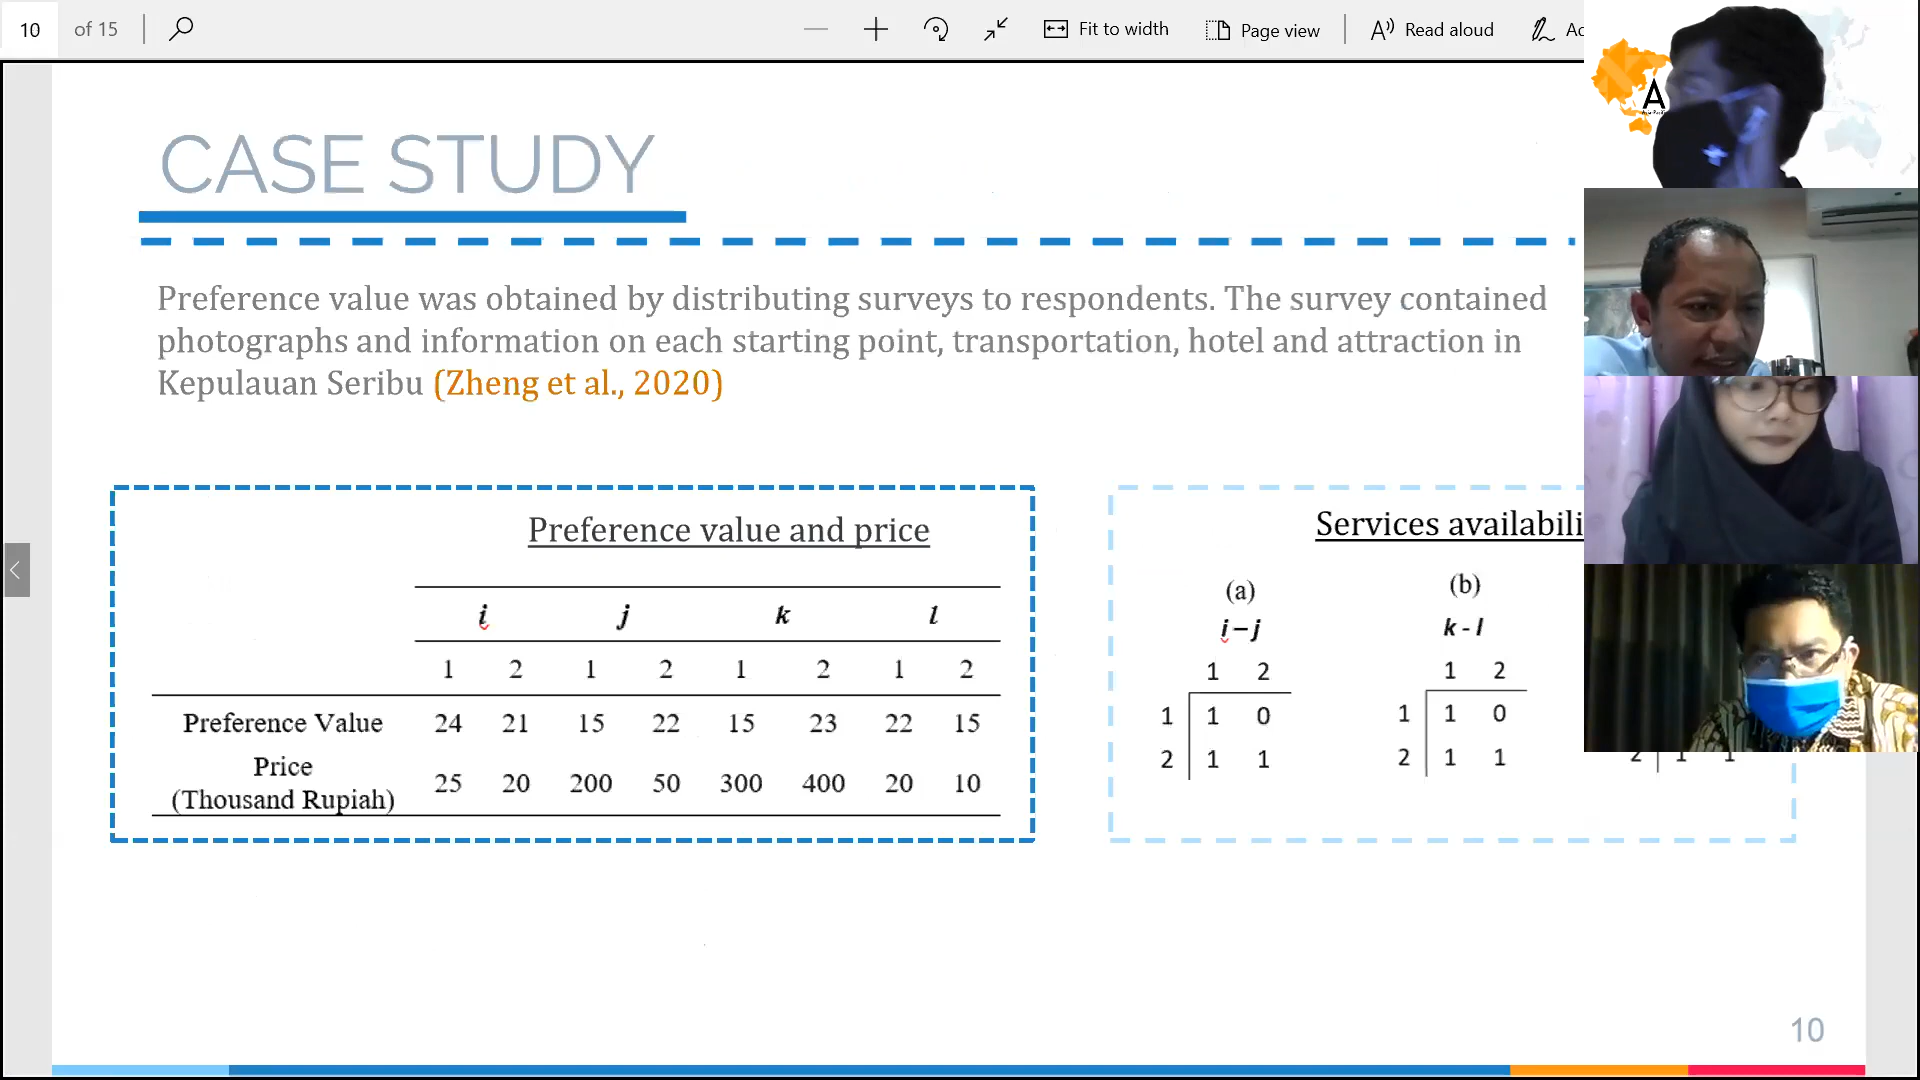 10 of 15 Fit to width Page view Read aloud
A
CASE STUDY
Preference value was obtained by distributing surveys to respondents. The survey contained
photographs and information on each starting point, transportation, hotel and attraction in
Kepulauan Seribu (Zheng et al., 2020)
Preference value and price
i j k l
1 2 1 2 1 2 1 2
Preference Value 24 21 15 22 15 23 22 15
Price
(Thousand Rupiah) 25 20 200 50 300 400 20 10
Services availabili
(a) (b)
i – j k - l
1 2 1 2
1 1 0 1 1 0
2 1 1 2 1 1 2 1 1
10